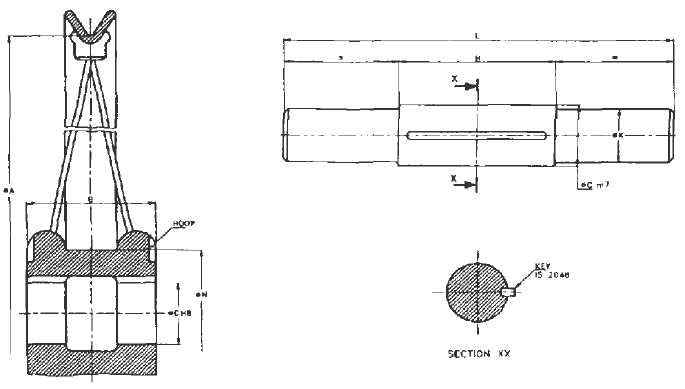 L
H
X
⌀K
⌀C m7
X
⌀A
B
HOOP
⌀N
⌀C H8
KEY
IS 2048
SECTION XX